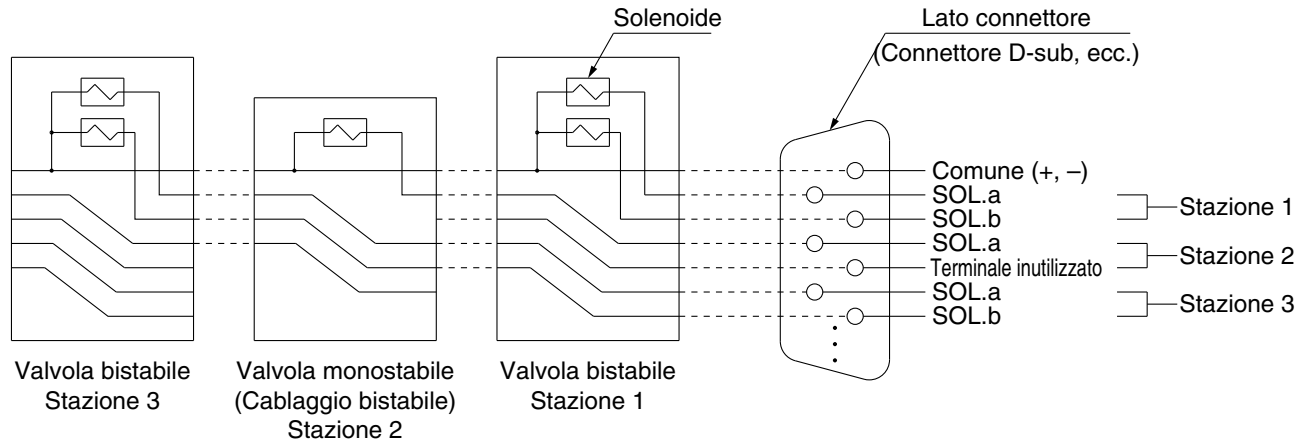 Solenoide
Lato connettore
(Connettore D-sub, ecc.)
Comune (+, –)
SOL.a
SOL.b
Stazione 1
SOL.a
Terminale inutilizzato
Stazione 2
SOL.a
SOL.b
Stazione 3
Valvola bistabile
Stazione 3
Valvola monostabile
(Cablaggio bistabile)
Stazione 2
Valvola bistabile
Stazione 1